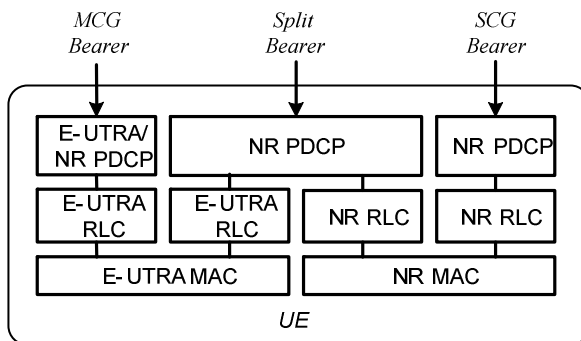 MCG Bearer
Split Bearer
SCG Bearer
E-UTRA/
NR PDCP
NR PDCP
NR PDCP
E-UTRA
RLC
E-UTRA
RLC
NR RLC
NR RLC
E-UTRA MAC
NR MAC
UE